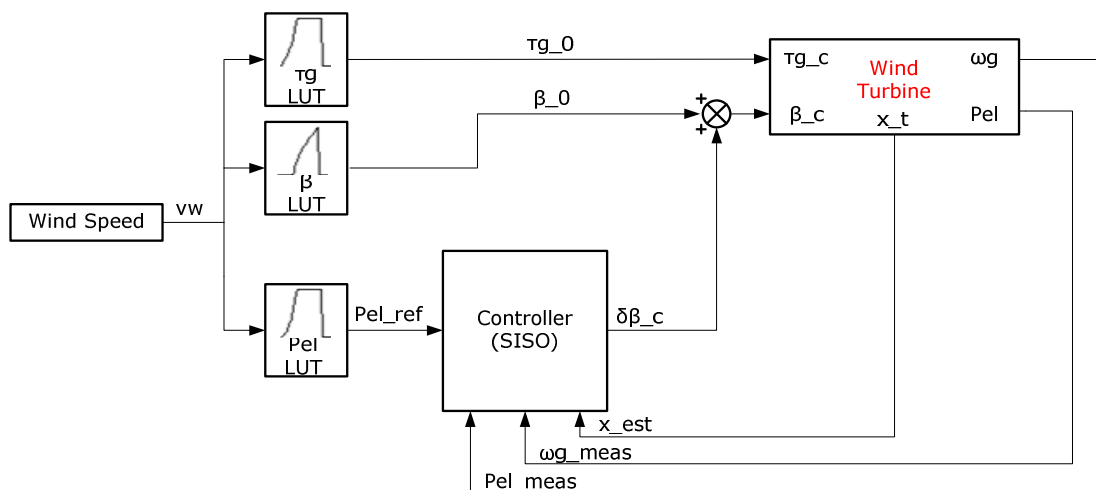 τg
LUT
τg_0
τg_c
Wind
Turbine
ωg
β_0
β_c
x_t
Pel
β
LUT
vw
Wind Speed
Pel_ref
Controller
(SISO)
δβ_c
Pel
LUT
x_est
ωg_meas
Pel_meas
+
+